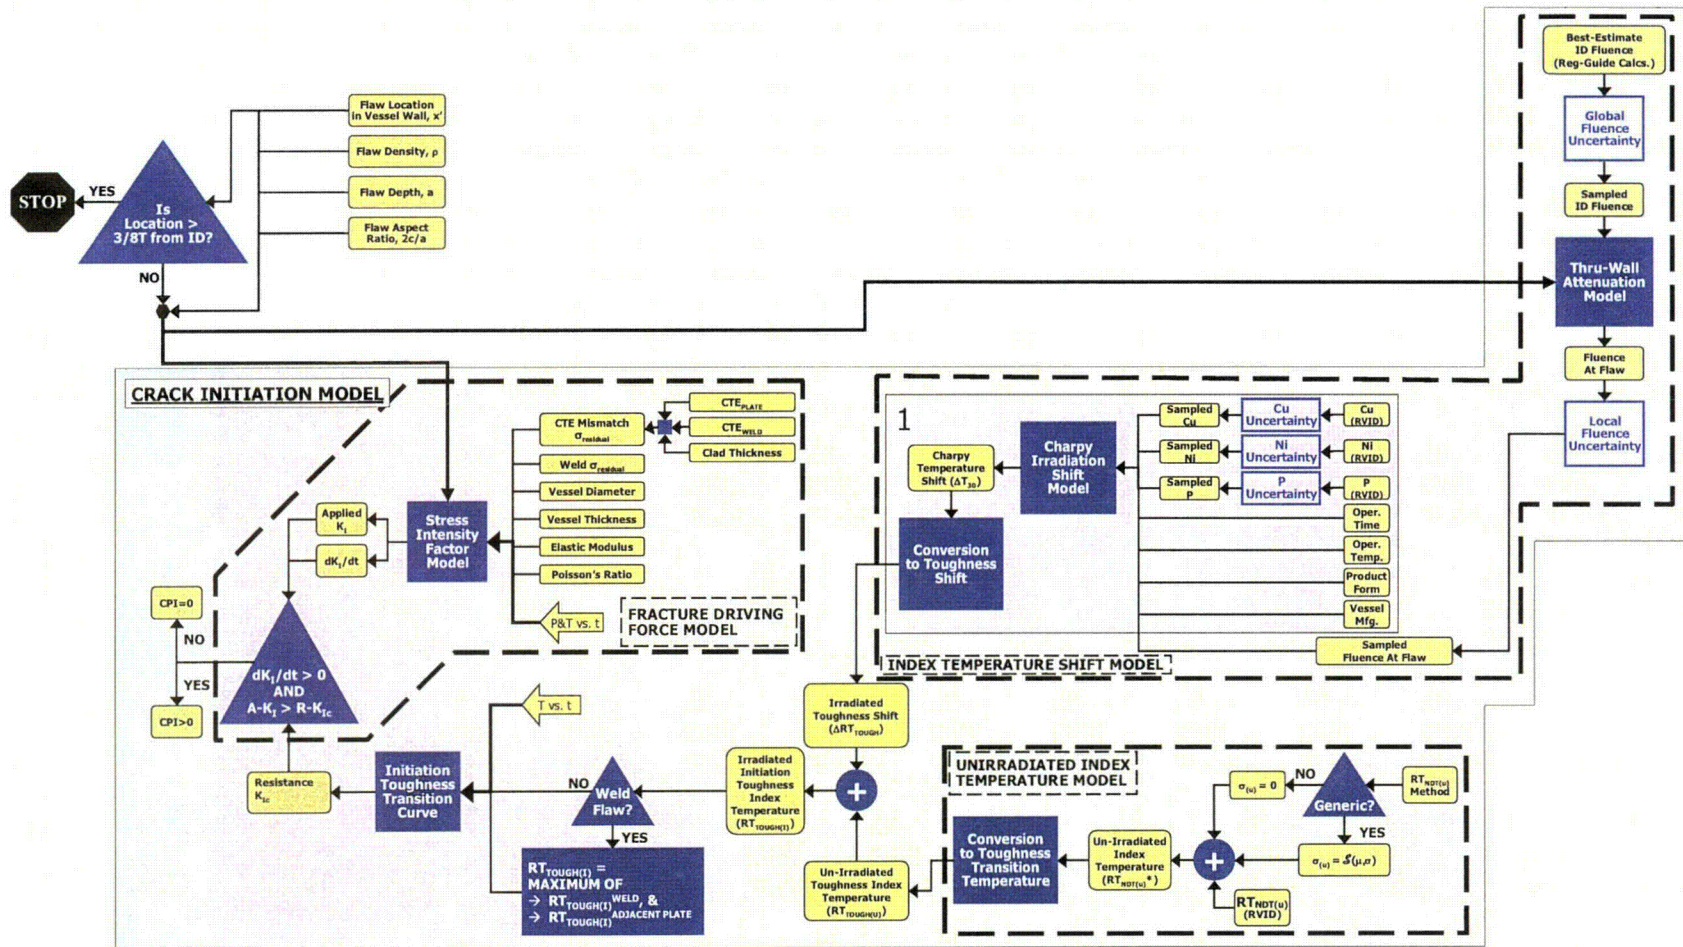 Best-Estimate
ID Fluence
(Reg-Guide Calcs.)
Global
Fluence
Uncertainty
Sampled
ID Fluence
Thru-Wall
Attenuation
Model
Fluence
At Flaw
Local
Fluence
Uncertainty
Flaw Location
in Vessel Wall, x'
Flaw Density, ρ
Flaw Depth, a
Flaw Aspect
Ratio, 2c/a
STOP
YES
Is
Location >
3/8T from ID?
NO
CRACK INITIATION MODEL
CTE Mismatch
σresidual
CTEPLATE
CTEWELD
Clad Thickness
Weld σresidual
Vessel Diameter
Vessel Thickness
Elastic Modulus
Poisson's Ratio
P&T vs. t
FRACTURE DRIVING
FORCE MODEL
Stress
Intensity
Factor
Model
Applied
KI
dKI/dt
CPI=0
NO
YES
CPI>0
dKI/dt > 0
AND
A-KI > R-KIc
1
Charpy
Temperature
Shift (ΔT30)
Charpy
Irradiation
Shift
Model
Conversion
to Toughness
Shift
Sampled
Cu
Cu
Uncertainty
Cu
(RVID)
Sampled
Ni
Ni
Uncertainty
Ni
(RVID)
Sampled
P
P
Uncertainty
P
(RVID)
Oper.
Time
Oper.
Temp.
Product
Form
Vessel
Mfg.
Sampled
Fluence At Flaw
INDEX TEMPERATURE SHIFT MODEL
T vs. t
Resistance
KIc
Initiation
Toughness
Transition
Curve
NO
Weld
Flaw?
YES
RTTOUGH(I) =
MAXIMUM OF
→ RTTOUGH(I)WELD, &
→ RTTOUGH(I)ADJACENT PLATE
Irradiated
Initiation
Toughness
Index
Temperature
(RTTOUGH(I))
Irradiated
Toughness Shift
(ΔRTTOUGH)
+
Un-Irradiated
Toughness Index
Temperature
(RTTOUGH(U))
UNIRRADIATED INDEX
TEMPERATURE MODEL
Conversion
to Toughness
Transition
Temperature
Un-Irradiated
Index
Temperature
(RTNDT(u)*)
σ(u) = 0
NO
Generic?
YES
RTNDT(u)
Method
+
σ(u) = S(μ,σ)
RTNDT(u)
(RVID)